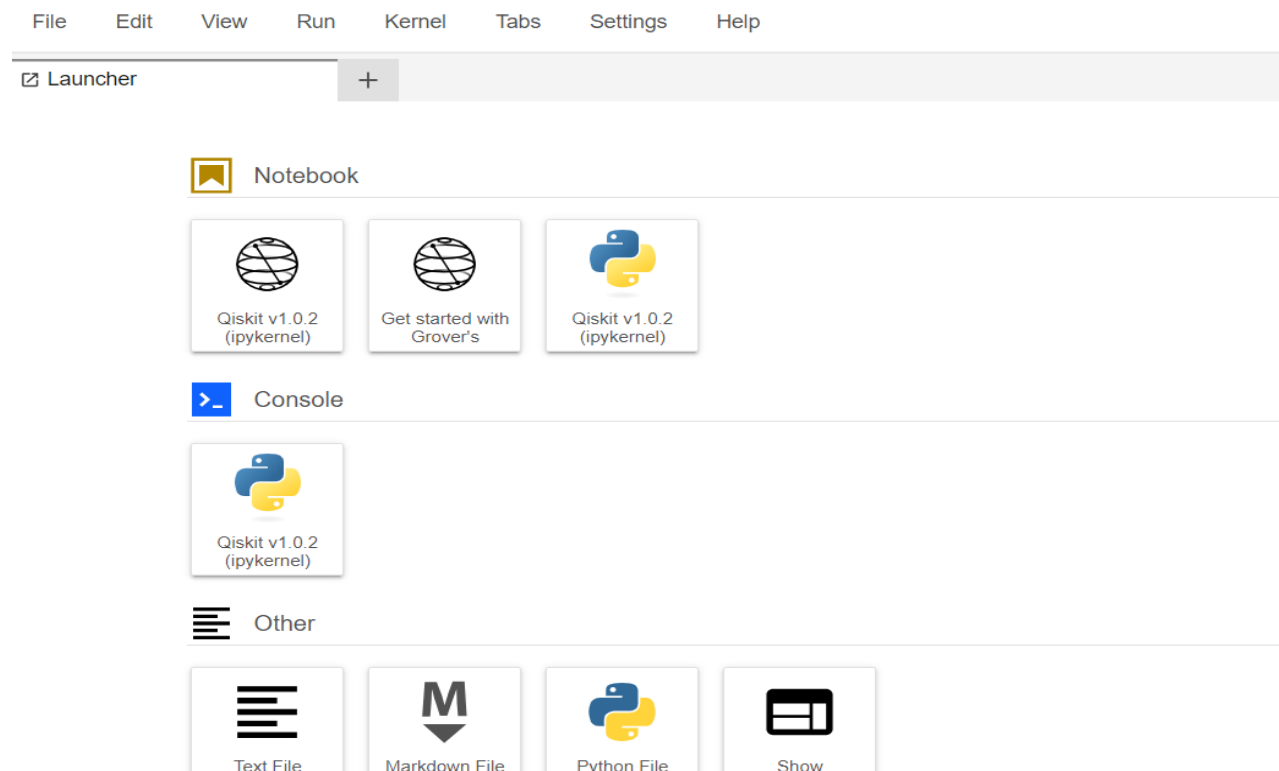 File Edit View Run Kernel Tabs Settings Help
Launcher +
Notebook
Qiskit v1.0.2 Get started with Qiskit v1.0.2
(ipykernel) Grover's (ipykernel)
>_ Console
Qiskit v1.0.2
(ipykernel)
Other
M
Text File Markdown File Python File Show